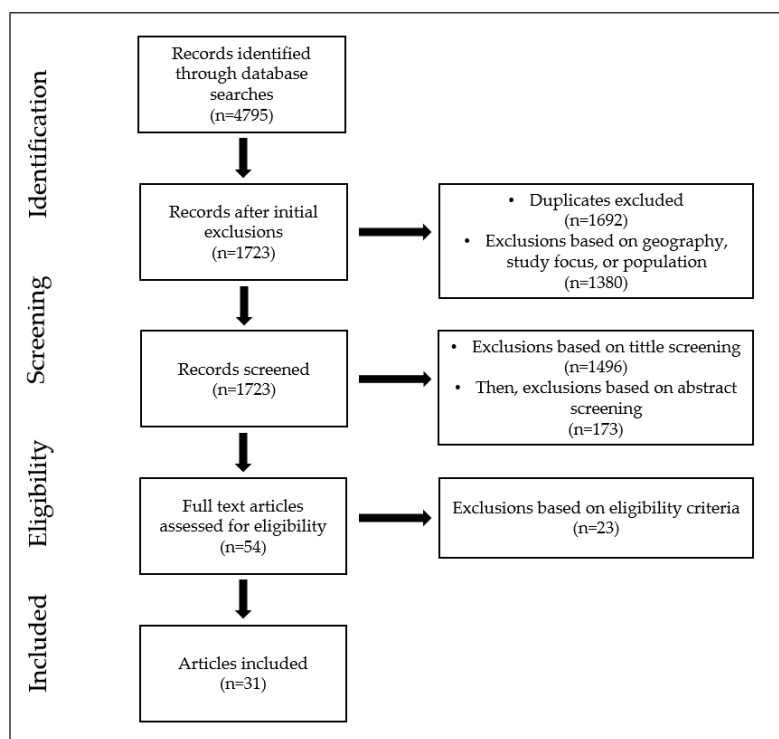 Identification
Records identified
through database
searches
(n=4795)
Records after initial
exclusions
(n=1723)
• Duplicates excluded
(n=1692)
• Exclusions based on geography,
study focus, or population
(n=1380)
Screening
Records screened
(n=1723)
• Exclusions based on tittle screening
(n=1496)
• Then, exclusions based on abstract
screening
(n=173)
Eligibility
Full text articles
assessed for eligibility
(n=54)
Exclusions based on eligibility criteria
(n=23)
Included
Articles included
(n=31)